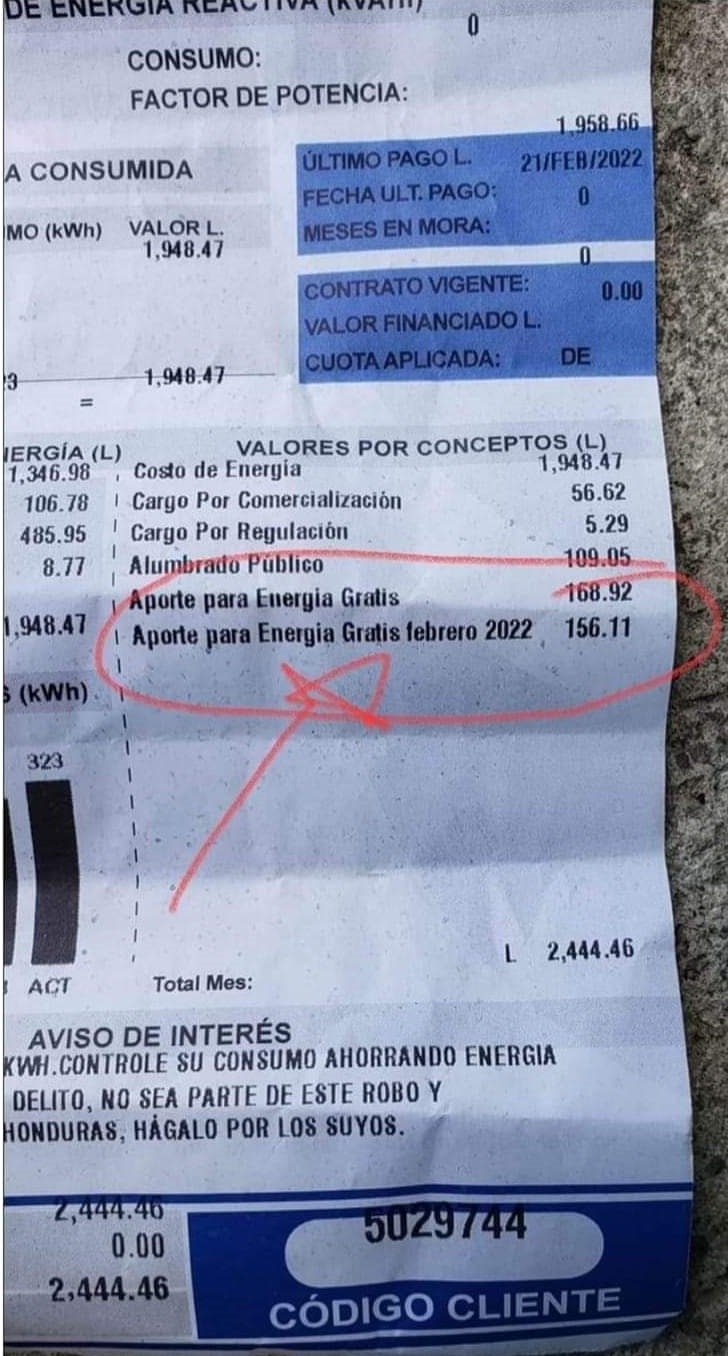 DE ENERGÍA REACTIVA (kVArh)
0
CONSUMO:
FACTOR DE POTENCIA:
1,958.66
A CONSUMIDA
ÚLTIMO PAGO L. 21/FEB/2022
FECHA ULT. PAGO: 0
MO (kWh) VALOR L.
MESES EN MORA:
1,948.47
0
CONTRATO VIGENTE: 0.00
VALOR FINANCIADO L.
CUOTA APLICADA: DE
3 1,948.47
=
ERGÍA (L) VALORES POR CONCEPTOS (L)
1,346.98 Costo de Energia 1,948.47
106.78 Cargo Por Comercialización 56.62
485.95 Cargo Por Regulación 5.29
8.77 Alumbrado Público 109.05
Aporte para Energia Gratis 168.92
1,948.47 Aporte para Energia Gratis febrero 2022 156.11
(kWh)
323
L 2,444.46
ACT Total Mes:
AVISO DE INTERÉS
KWH.CONTROLE SU CONSUMO AHORRANDO ENERGIA
DELITO, NO SEA PARTE DE ESTE ROBO Y
HONDURAS, HÁGALO POR LOS SUYOS.
2,444.46
0.00
2,444.46
5029744
CÓDIGO CLIENTE